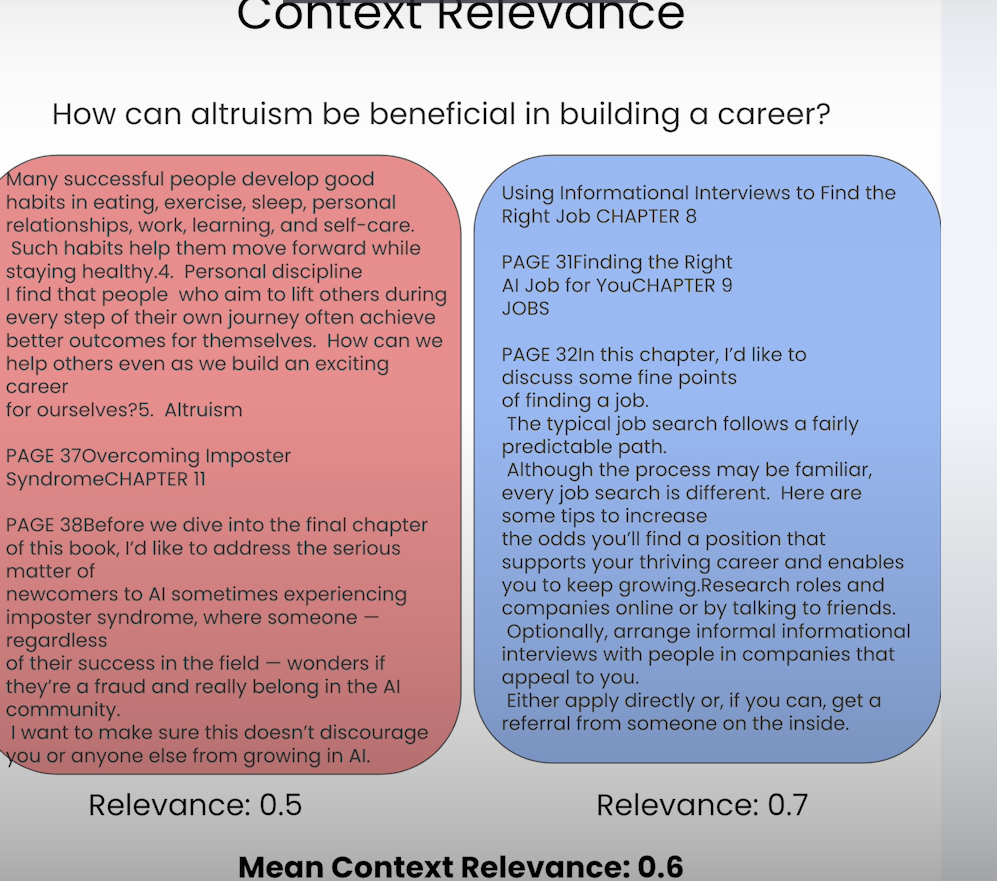 Context Relevance
How can altruism be beneficial in building a career?
Many successful people develop good
habits in eating, exercise, sleep, personal
relationships, work, learning, and self-care.
Such habits help them move forward while
staying healthy.4. Personal discipline
I find that people who aim to lift others during
every step of their own journey often achieve
better outcomes for themselves. How can we
help others even as we build an exciting
career
for ourselves?5. Altruism
PAGE 37Overcoming Imposter
SyndromeCHAPTER 11
PAGE 38Before we dive into the final chapter
of this book, I'd like to address the serious
matter of
newcomers to AI sometimes experiencing
imposter syndrome, where someone —
regardless
of their success in the field — wonders if
they're a fraud and really belong in the AI
community.
I want to make sure this doesn't discourage
you or anyone else from growing in AI.
Relevance: 0.5
Using Informational Interviews to Find the
Right Job CHAPTER 8
PAGE 31Finding the Right
AI Job for YouCHAPTER 9
JOBS
PAGE 32In this chapter, I'd like to
discuss some fine points
of finding a job.
The typical job search follows a fairly
predictable path.
Although the process may be familiar,
every job search is different. Here are
some tips to increase
the odds you'll find a position that
supports your thriving career and enables
you to keep growing.Research roles and
companies online or by talking to friends.
Optionally, arrange informal informational
interviews with people in companies that
appeal to you.
Either apply directly or, if you can, get a
referral from someone on the inside.
Relevance: 0.7
Mean Context Relevance: 0.6